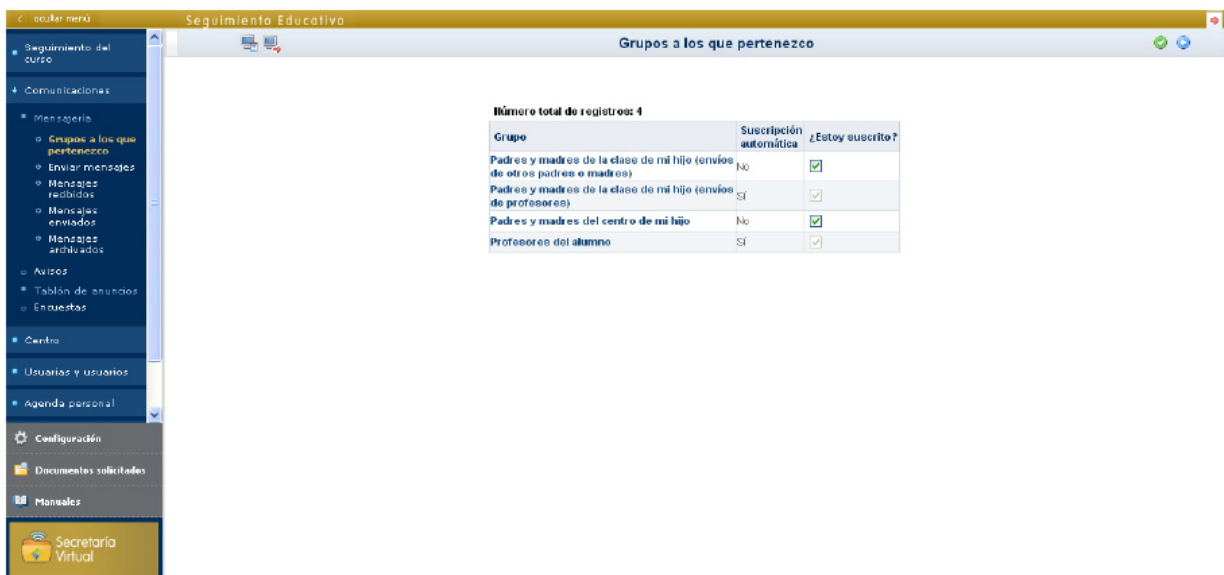 ocultar menú
Seguimiento Educativo
Seguimiento del
curso
Grupos a los que pertenezco
Comunicaciones
Mensajería
Grupos a los que
pertenezco
Enviar mensajes
Mensajes
recibidos
Mensajes
enviados
Mensajes
archivados
Avisos
Tablón de anuncios
Encuestas
Centro
Usuarias y usuarios
Agenda personal
Configuración
Documentos solicitados
Manuales
Secretaría
Virtual
Número total de registros: 4
Grupo
Suscripción
automática
¿Estoy suscrito?
Padres y madres de la clase de mi hijo (envíos
de otros padres o madres)
No
Padres y madres de la clase de mi hijo (envíos
de profesores)
Sí
Padres y madres del centro de mi hijo
No
Profesores del alumno
Sí